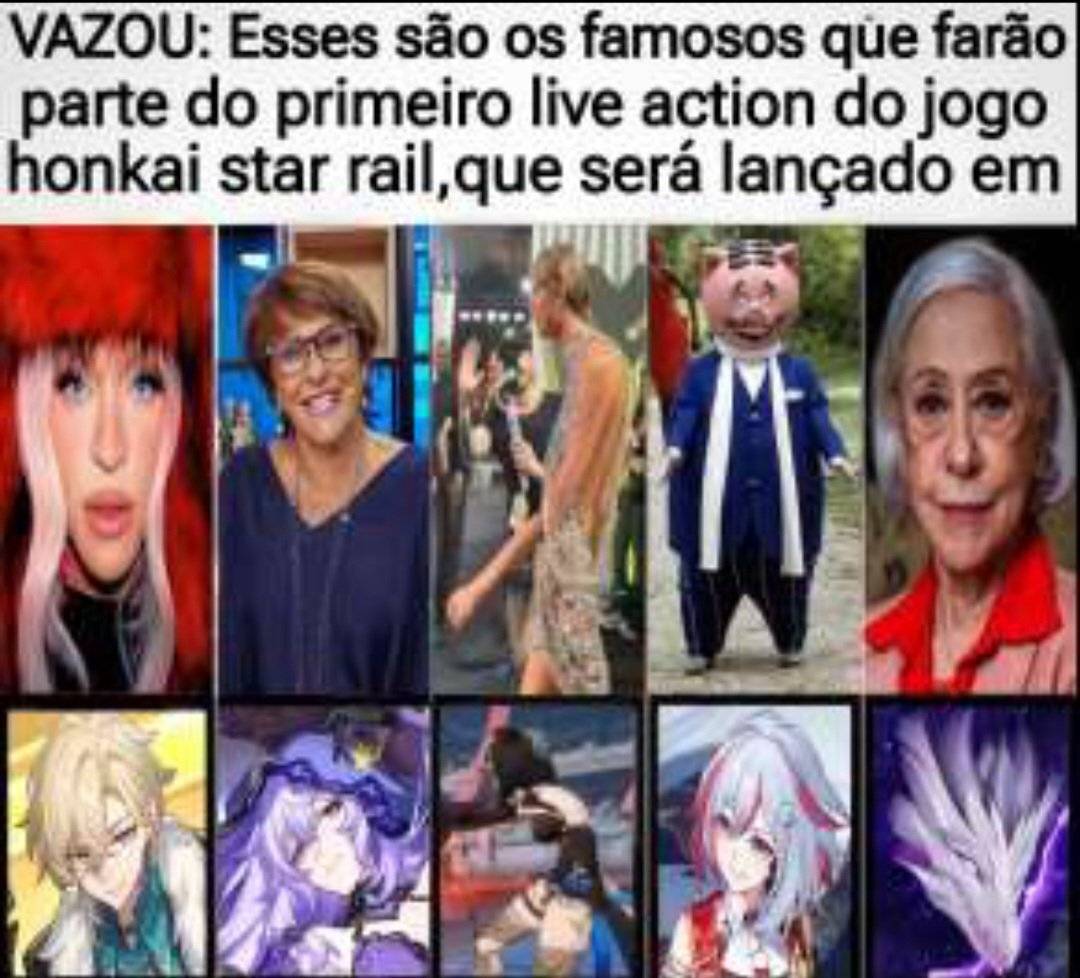 VAZOU: Esses são os famosos que farão
parte do primeiro live action do jogo
honkai star rail,que será lançado em